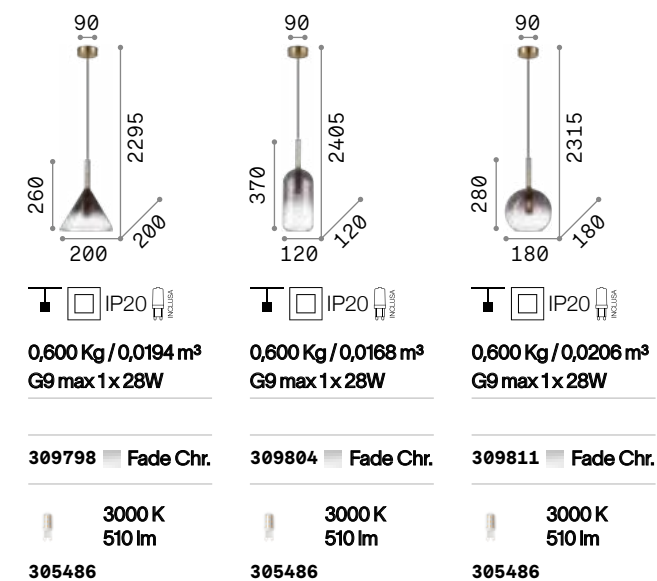 90
2295
260
200
200
IP20
INCLUSA
0,600 Kg / 0,0194 m³
G9 max 1 x 28W
309798 Fade Chr.
3000 K
510 lm
305486
90
2405
370
120
120
IP20
INCLUSA
0,600 Kg / 0,0168 m³
G9 max 1 x 28W
309804 Fade Chr.
3000 K
510 lm
305486
90
2315
280
180
180
IP20
INCLUSA
0,600 Kg / 0,0206 m³
G9 max 1 x 28W
309811 Fade Chr.
3000 K
510 lm
305486